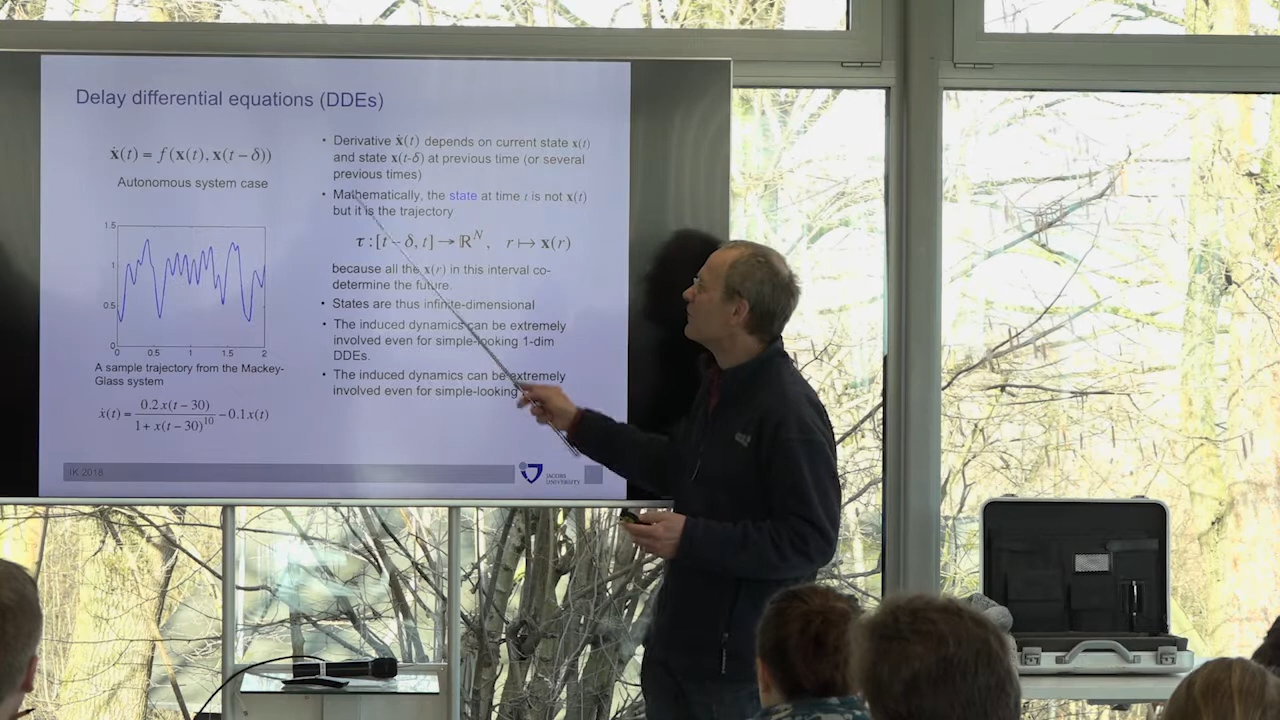 Delay differential equations (DDEs)
ẋ(t) = f(x(t), x(t − δ))
Autonomous system case
1.5
1
0.5
0
0 0.5 1 1.5 2
A sample trajectory from the Mackey-
Glass system
ẋ(t) = 0.2 x(t − 30) / 1 + x(t − 30)^10 − 0.1x(t)
• Derivative ẋ(t) depends on current state x(t)
and state x(t-δ) at previous time (or several
previous times)
• Mathematically, the state at time t is not x(t)
but it is the trajectory
τ : [t − δ, t] → ℝ^N, r ↦ x(r)
because all the x(r) in this interval co-
determine the future.
• States are thus infinite-dimensional
• The induced dynamics can be extremely
involved even for simple-looking 1-dim
DDEs.
• The induced dynamics can be extremely
involved even for simple-looking
IK 2018
JACOBS
UNIVERSITY